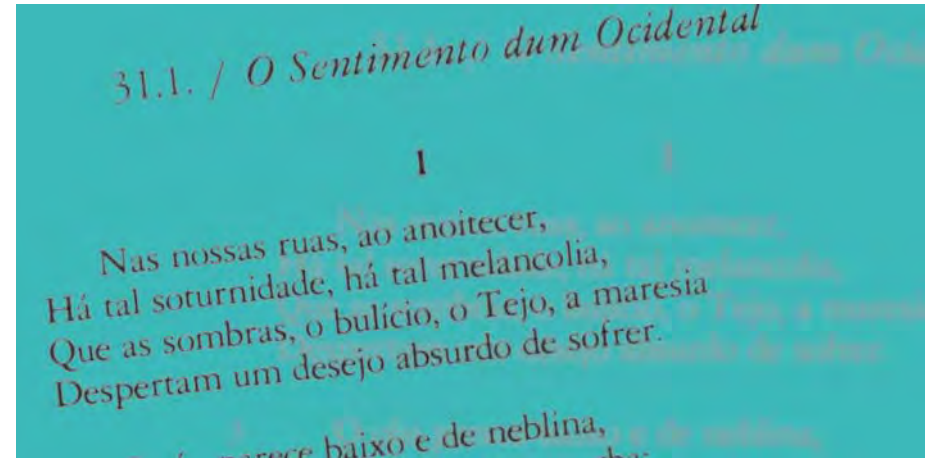 31.1. / O Sentimento dum Ocidental
I
Nas nossas ruas, ao anoitecer,
Há tal soturnidade, há tal melancolia,
Que as sombras, o bulício, o Tejo, a maresia
Despertam um desejo absurdo de sofrer.
baixo e de neblina,